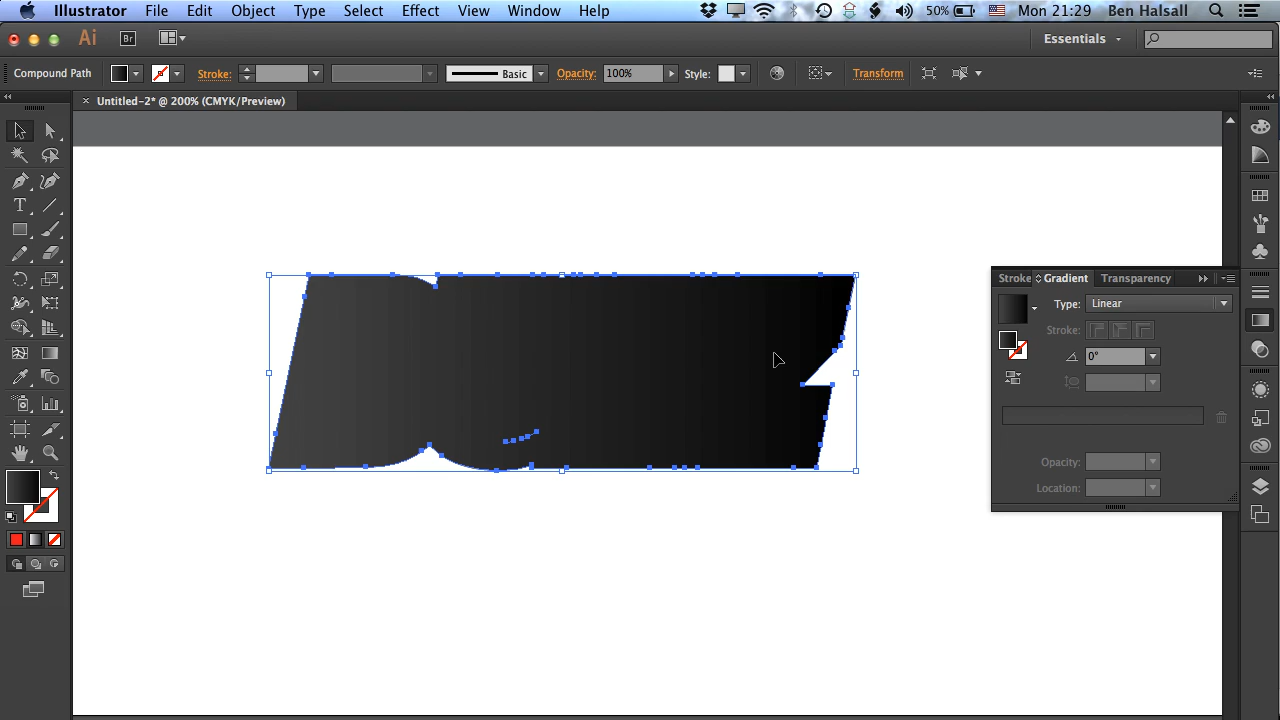 Illustrator File Edit Object Type Select Effect View Window Help 50% Mon 21:29 Ben Halsall
Ai Br Essentials
Compound Path Stroke: Basic Opacity: 100% Style: Transform
× Untitled-2* @ 200% (CMYK/Preview)
Stroke Gradient Transparency
Type: Linear
Stroke:
0°
Opacity:
Location: